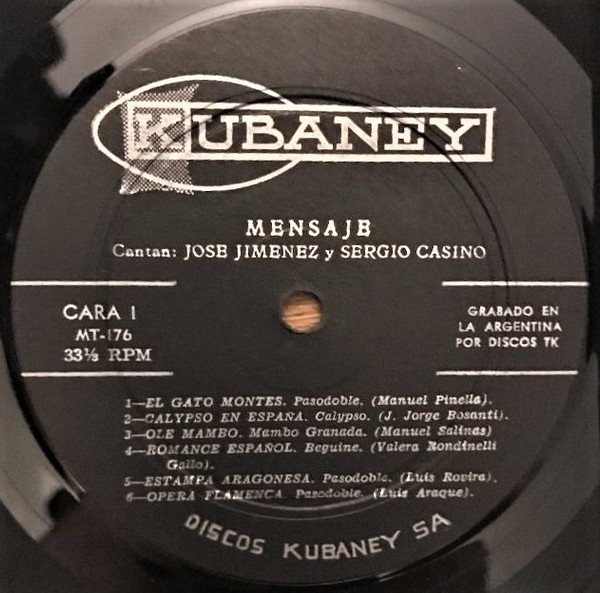 KUBANEY
MENSAJE
Cantan: JOSE JIMENEZ y SERGIO CASINO
CARA 1
MT-176
33⅓ RPM
GRABADO EN
LA ARGENTINA
POR DISCOS TK
1—EL GATO MONTES. Pasodoble. (Manuel Pinella).
2—CALYPSO EN ESPAÑA. Calypso. (J. Jorge Bosanti).
3—OLE MAMBO. Mambo Granada. (Manuel Salinas)
4—ROMANCE ESPAÑOL. Beguine. (Valera Rondinelli
Gallo).
5—ESTAMPA ARAGONESA. Pasodoble. (Luis Rovira).
6—OPERA FLAMENCA. Pasodoble. (Luis Araque).
DISCOS KUBANEY SA